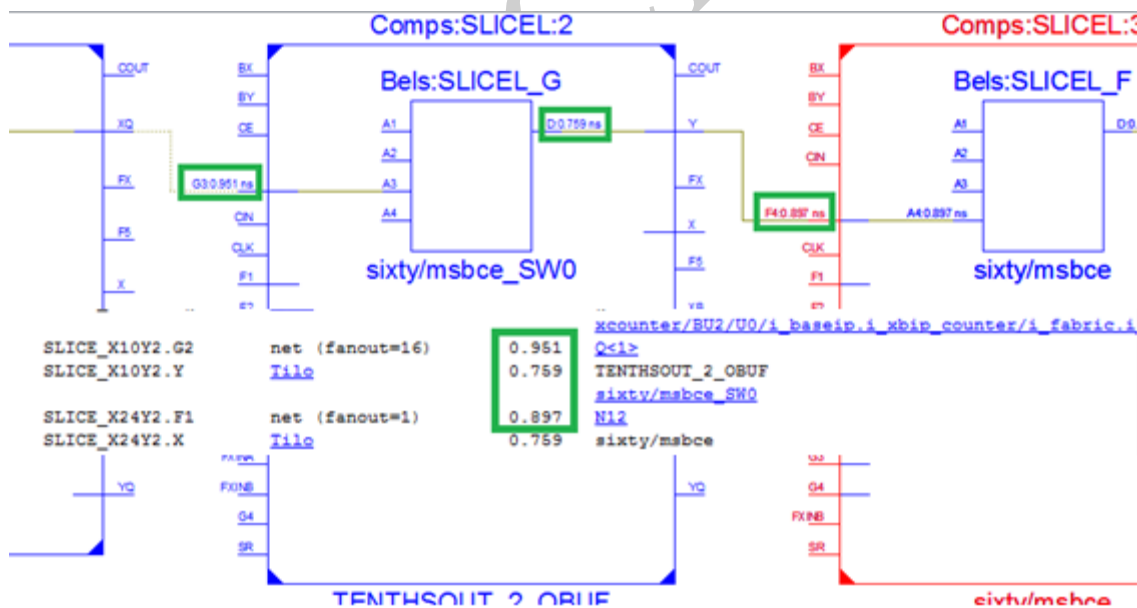 Comps:SLICEL:2
Comps:SLICEL:3
COUT
XQ
FX
F5
X
BX
BY
CE
G3:0.951 ns
CIN
CLK
F1
Bels:SLICEL_G
A1
A2
A3
A4
D:0.759 ns
sixty/msbce_SW0
COUT
Y
FX
X
F5
BX
BY
CE
CIN
F4:0.897 ns
CLK
F1
Bels:SLICEL_F
A1
A2
A3
A4:0.897 ns
sixty/msbce
xcounter/BU2/U0/i_baseip.i_xbip_counter/i_fabric.i_
SLICE_X10Y2.G2 net (fanout=16) 0.951 Q<1>
SLICE_X10Y2.Y Tilo 0.759 TENTHSOUT_2_OBUF
sixty/msbce_SW0
SLICE_X24Y2.F1 net (fanout=1) 0.897 N12
SLICE_X24Y2.X Tilo 0.759 sixty/msbce
YQ
FXINB
G4
SR
YQ
G3
G4
FXINB
SR
TENTHSOUT_2_OBUF
sixty/msbce